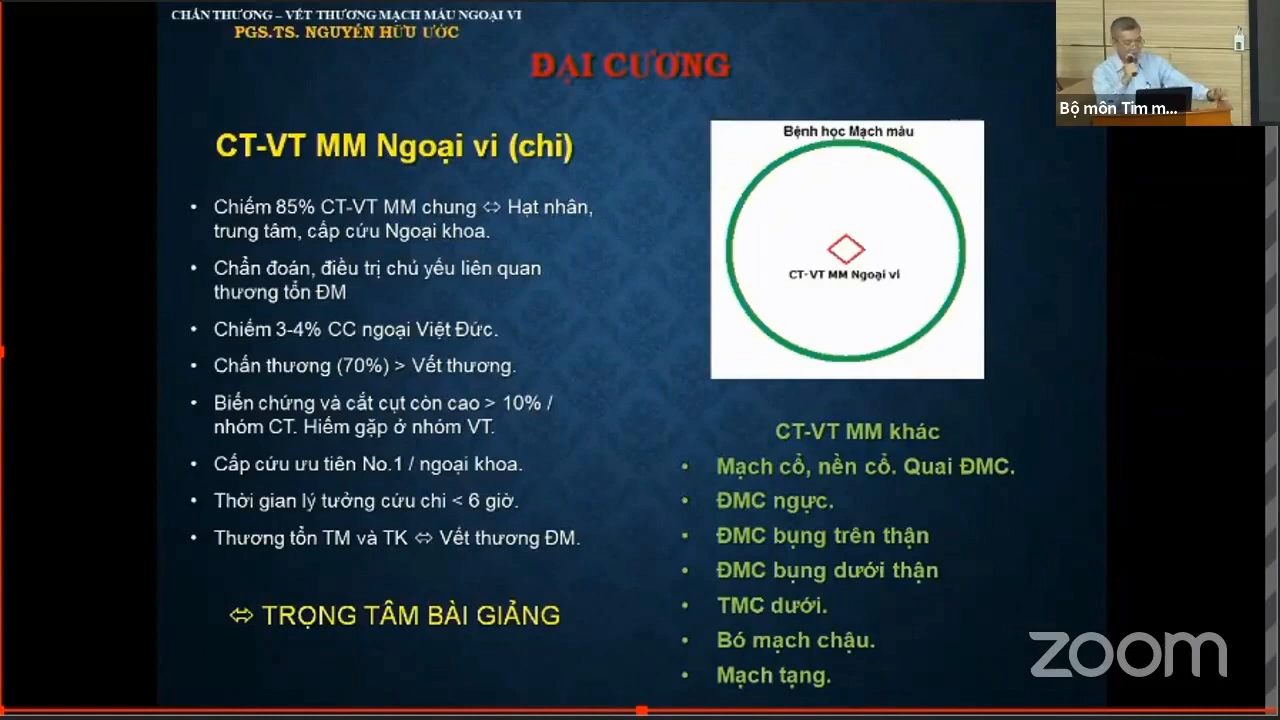 CHẤN THƯƠNG – VẾT THƯƠNG MẠCH MÁU NGOẠI VI
PGS.TS. NGUYỄN HỮU ƯỚC
ĐẠI CƯƠNG
CT-VT MM Ngoại vi (chi)
• Chiếm 85% CT-VT MM chung ⇔ Hạt nhân,
trung tâm, cấp cứu Ngoại khoa.
• Chẩn đoán, điều trị chủ yếu liên quan
thương tổn ĐM
• Chiếm 3-4% CC ngoại Việt Đức.
• Chấn thương (70%) > Vết thương.
• Biến chứng và cắt cụt còn cao > 10% /
nhóm CT. Hiếm gặp ở nhóm VT.
• Cấp cứu ưu tiên No.1 / ngoại khoa.
• Thời gian lý tưởng cứu chi < 6 giờ.
• Thương tổn TM và TK ⇔ Vết thương ĐM.
⇔ TRỌNG TÂM BÀI GIẢNG
Bệnh học Mạch máu
CT-VT MM Ngoại vi
CT-VT MM khác
• Mạch cổ, nền cổ. Quai ĐMC.
• ĐMC ngực.
• ĐMC bụng trên thận
• ĐMC bụng dưới thận
• TMC dưới.
• Bó mạch chậu.
• Mạch tạng.
Bộ môn Tim m...
zoom